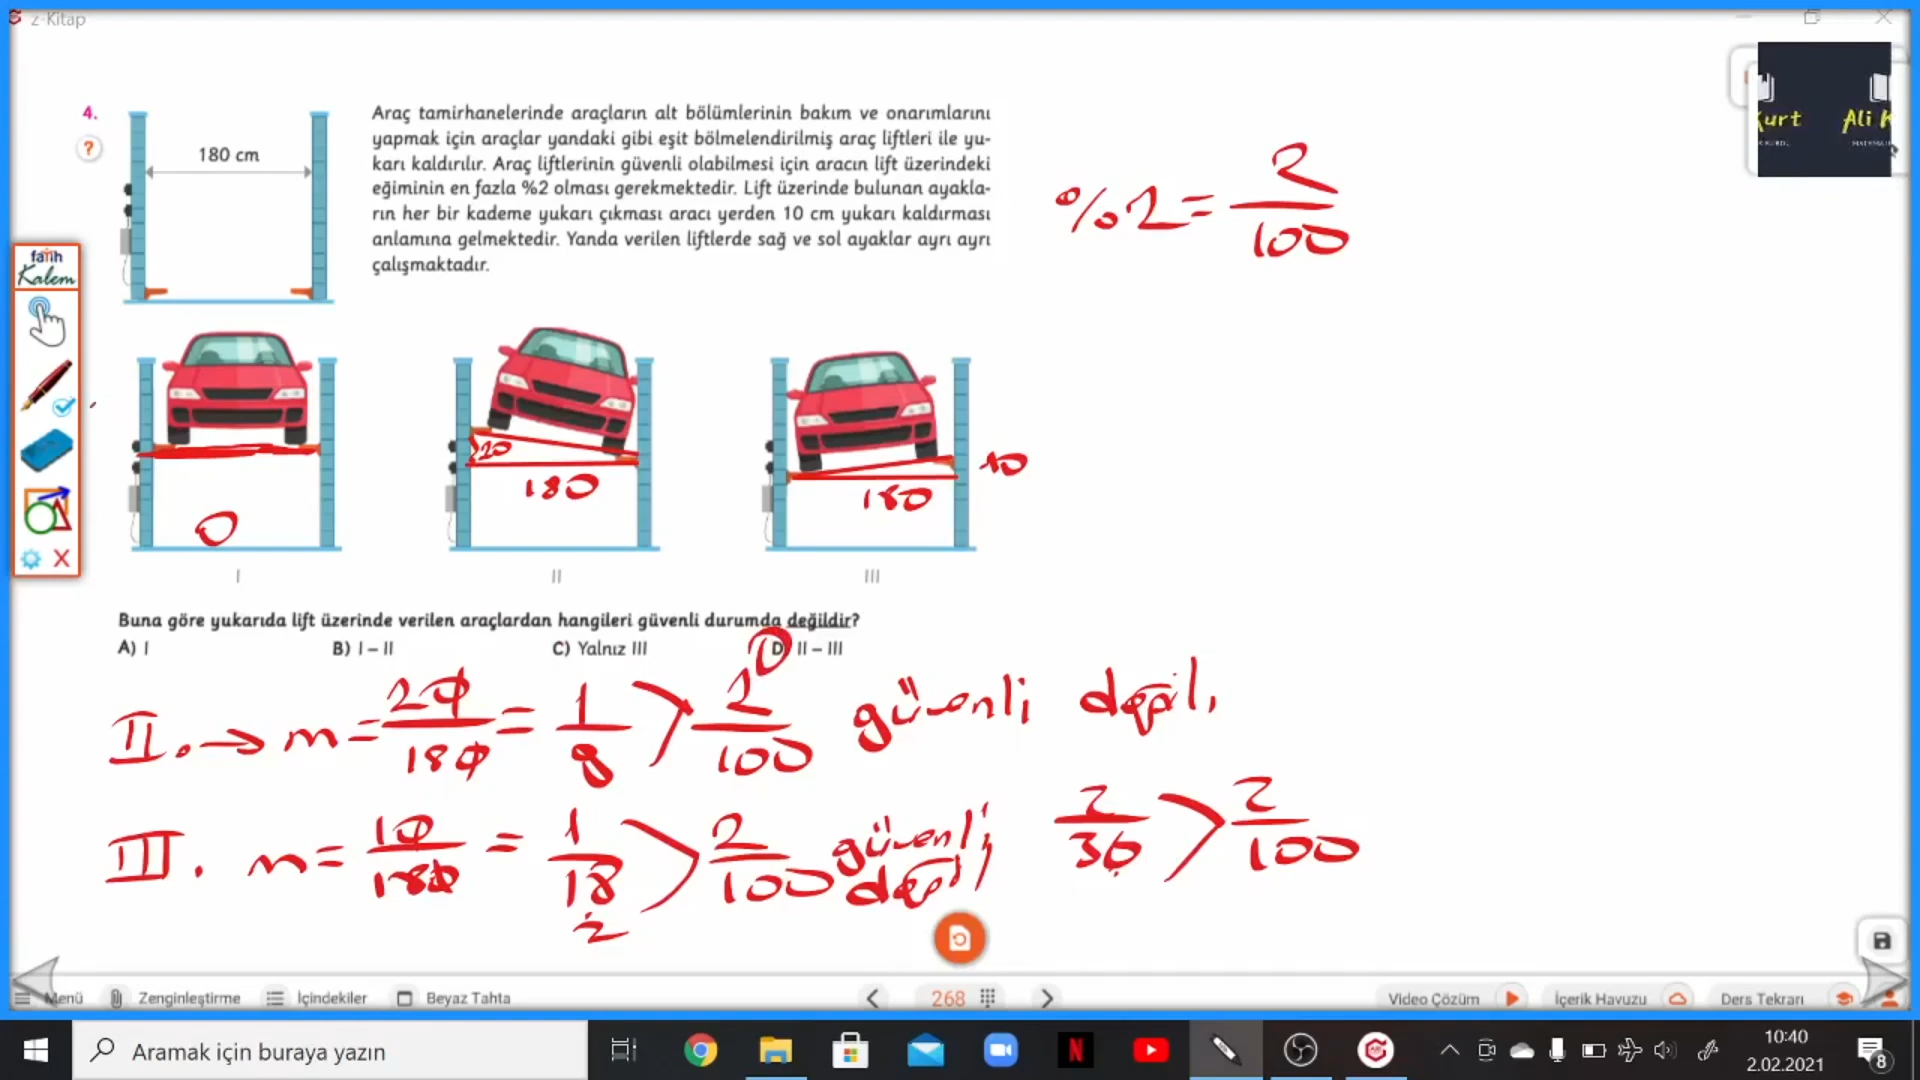 z-Kitap
4.
?
180 cm
Araç tamirhanelerinde araçların alt bölümlerinin bakım ve onarımlarını
yapmak için araçlar yandaki gibi eşit bölmelendirilmiş araç liftleri ile yu-
karı kaldırılır. Araç liftlerinin güvenli olabilmesi için aracın lift üzerindeki
eğiminin en fazla %2 olması gerekmektedir. Lift üzerinde bulunan ayakla-
rın her bir kademe yukarı çıkması aracı yerden 10 cm yukarı kaldırması
anlamına gelmektedir. Yanda verilen liftlerde sağ ve sol ayaklar ayrı ayrı
çalışmaktadır.
%2 = 2/100
Kurt
Ali K
fatih
Kalem
0
20
180
180
10
I
II
III
Buna göre yukarıda lift üzerinde verilen araçlardan hangileri güvenli durumda değildir?
A) I
B) I – II
C) Yalnız III
D) II – III
II. → m = 20/180 = 1/9 > 2/100 güvenli değil,
III. m = 10/180 = 1/18 > 2/100 güvenli değil
2
2/36 > 2/100
Menü
Zenginleştirme
İçindekiler
Beyaz Tahta
268
Video Çözüm
İçerik Havuzu
Ders Tekrarı
Aramak için buraya yazın
10:40
2.02.2021
8